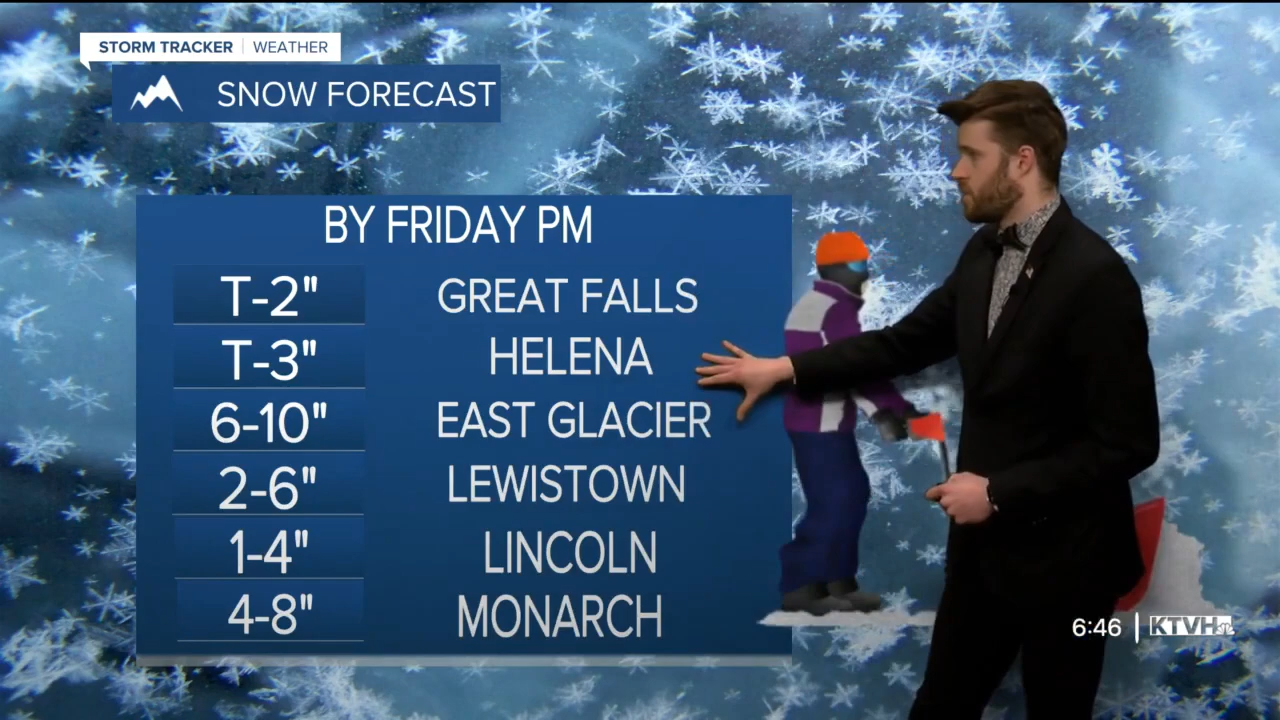 STORM TRACKER | WEATHER
SNOW FORECAST
BY FRIDAY PM
T-2" GREAT FALLS
T-3" HELENA
6-10" EAST GLACIER
2-6" LEWISTOWN
1-4" LINCOLN
4-8" MONARCH
6:46 | KTVH